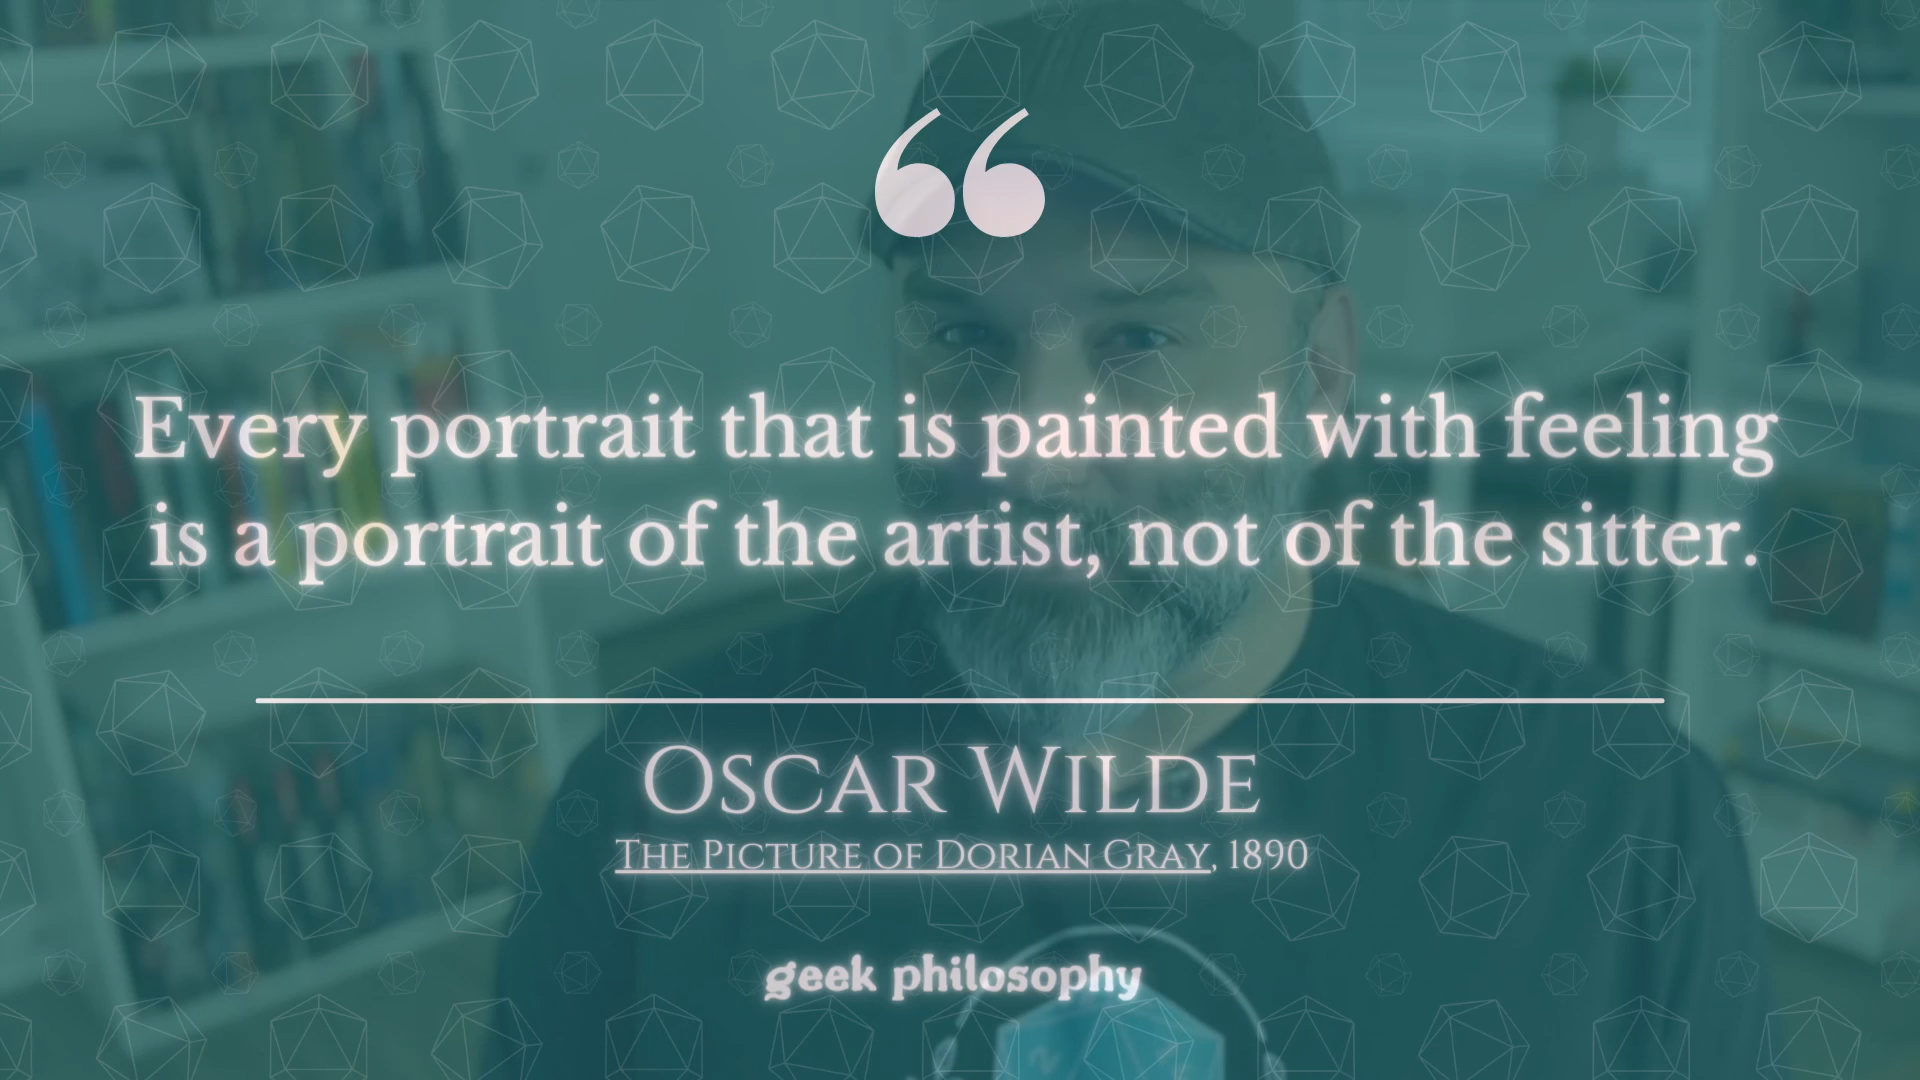 “
Every portrait that is painted with feeling
is a portrait of the artist, not of the sitter.
Oscar Wilde
The Picture of Dorian Gray, 1890
geek philosophy